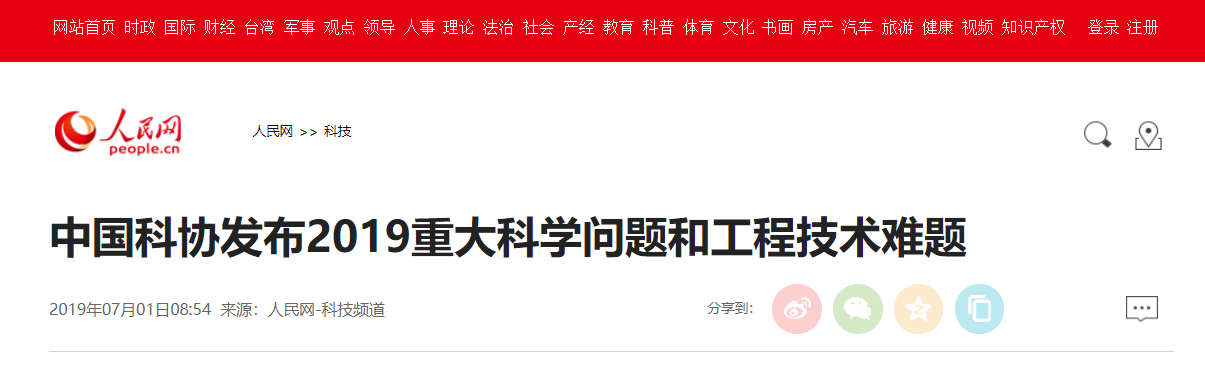 网站首页 时政 国际 财经 台湾 军事 观点 领导 人事 理论 法治 社会 产经 教育 科普 体育 文化 书画 房产 汽车 旅游 健康 视频 知识产权 登录 注册
人民网
people.cn
人民网 >> 科技
中国科协发布2019重大科学问题和工程技术难题
2019年07月01日08:54 来源：人民网-科技频道 分享到：